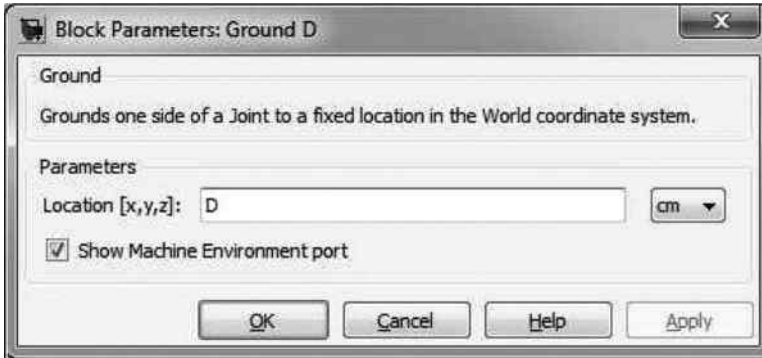 Block Parameters: Ground D
Ground
Grounds one side of a Joint to a fixed location in the World coordinate system.
Parameters
Location [x,y,z]: D cm
Show Machine Environment port
OK Cancel Help Apply